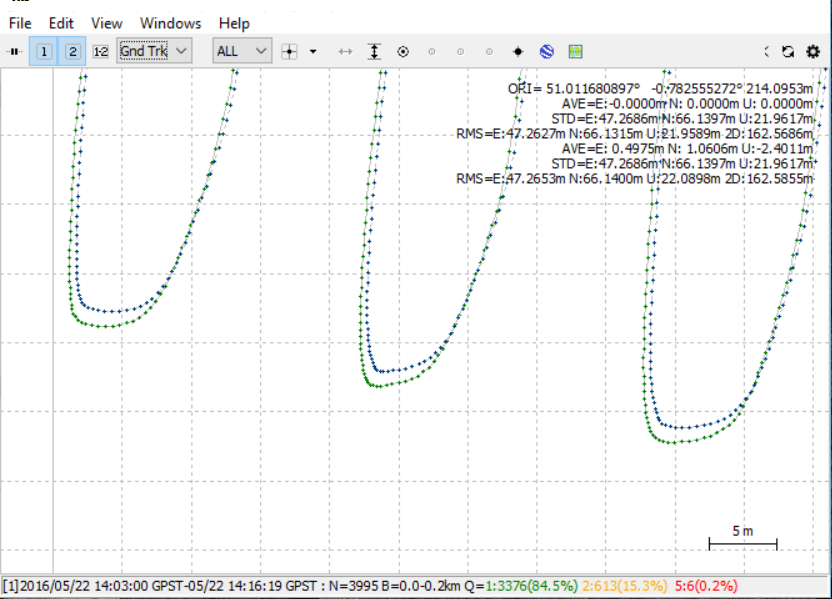 File Edit View Windows Help
1 2 1-2 Gnd Trk ALL
ORI= 51.011680897° -0.782555272° 214.0953m
AVE=E:-0.0000m N: 0.0000m U: 0.0000m
STD=E:47.2686m N:66.1397m U:21.9617m
RMS=E:47.2627m N:66.1315m U:21.9589m 2D:162.5686m
AVE=E: 0.4975m N: 1.0606m U:-2.4011m
STD=E:47.2686m N:66.1397m U:21.9617m
RMS=E:47.2653m N:66.1400m U:22.0898m 2D:162.5855m
5 m
[1]2016/05/22 14:03:00 GPST-05/22 14:16:19 GPST : N=3995 B=0.0-0.2km Q=1:3376(84.5%) 2:613(15.3%) 5:6(0.2%)